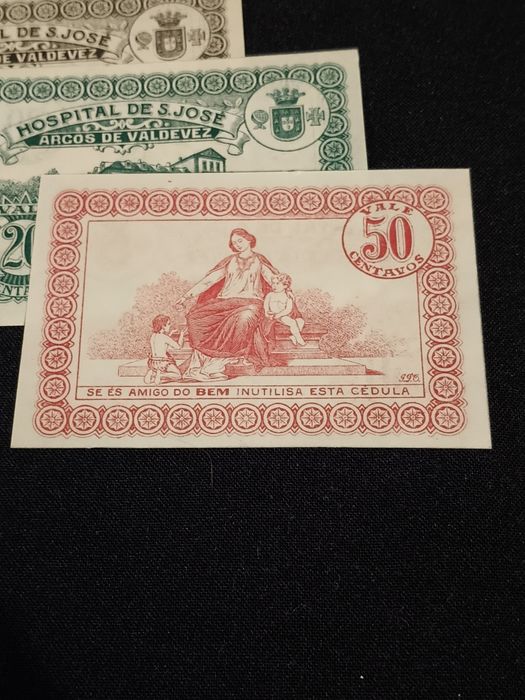 L DE S. JOSÉ
DE VALDEVEZ
HOSPITAL DE S. JOSÉ
ARCOS DE VALDEVEZ
20
VALE
50
CENTAVOS
SE ÉS AMIGO DO BEM INUTILISA ESTA CÉDULA